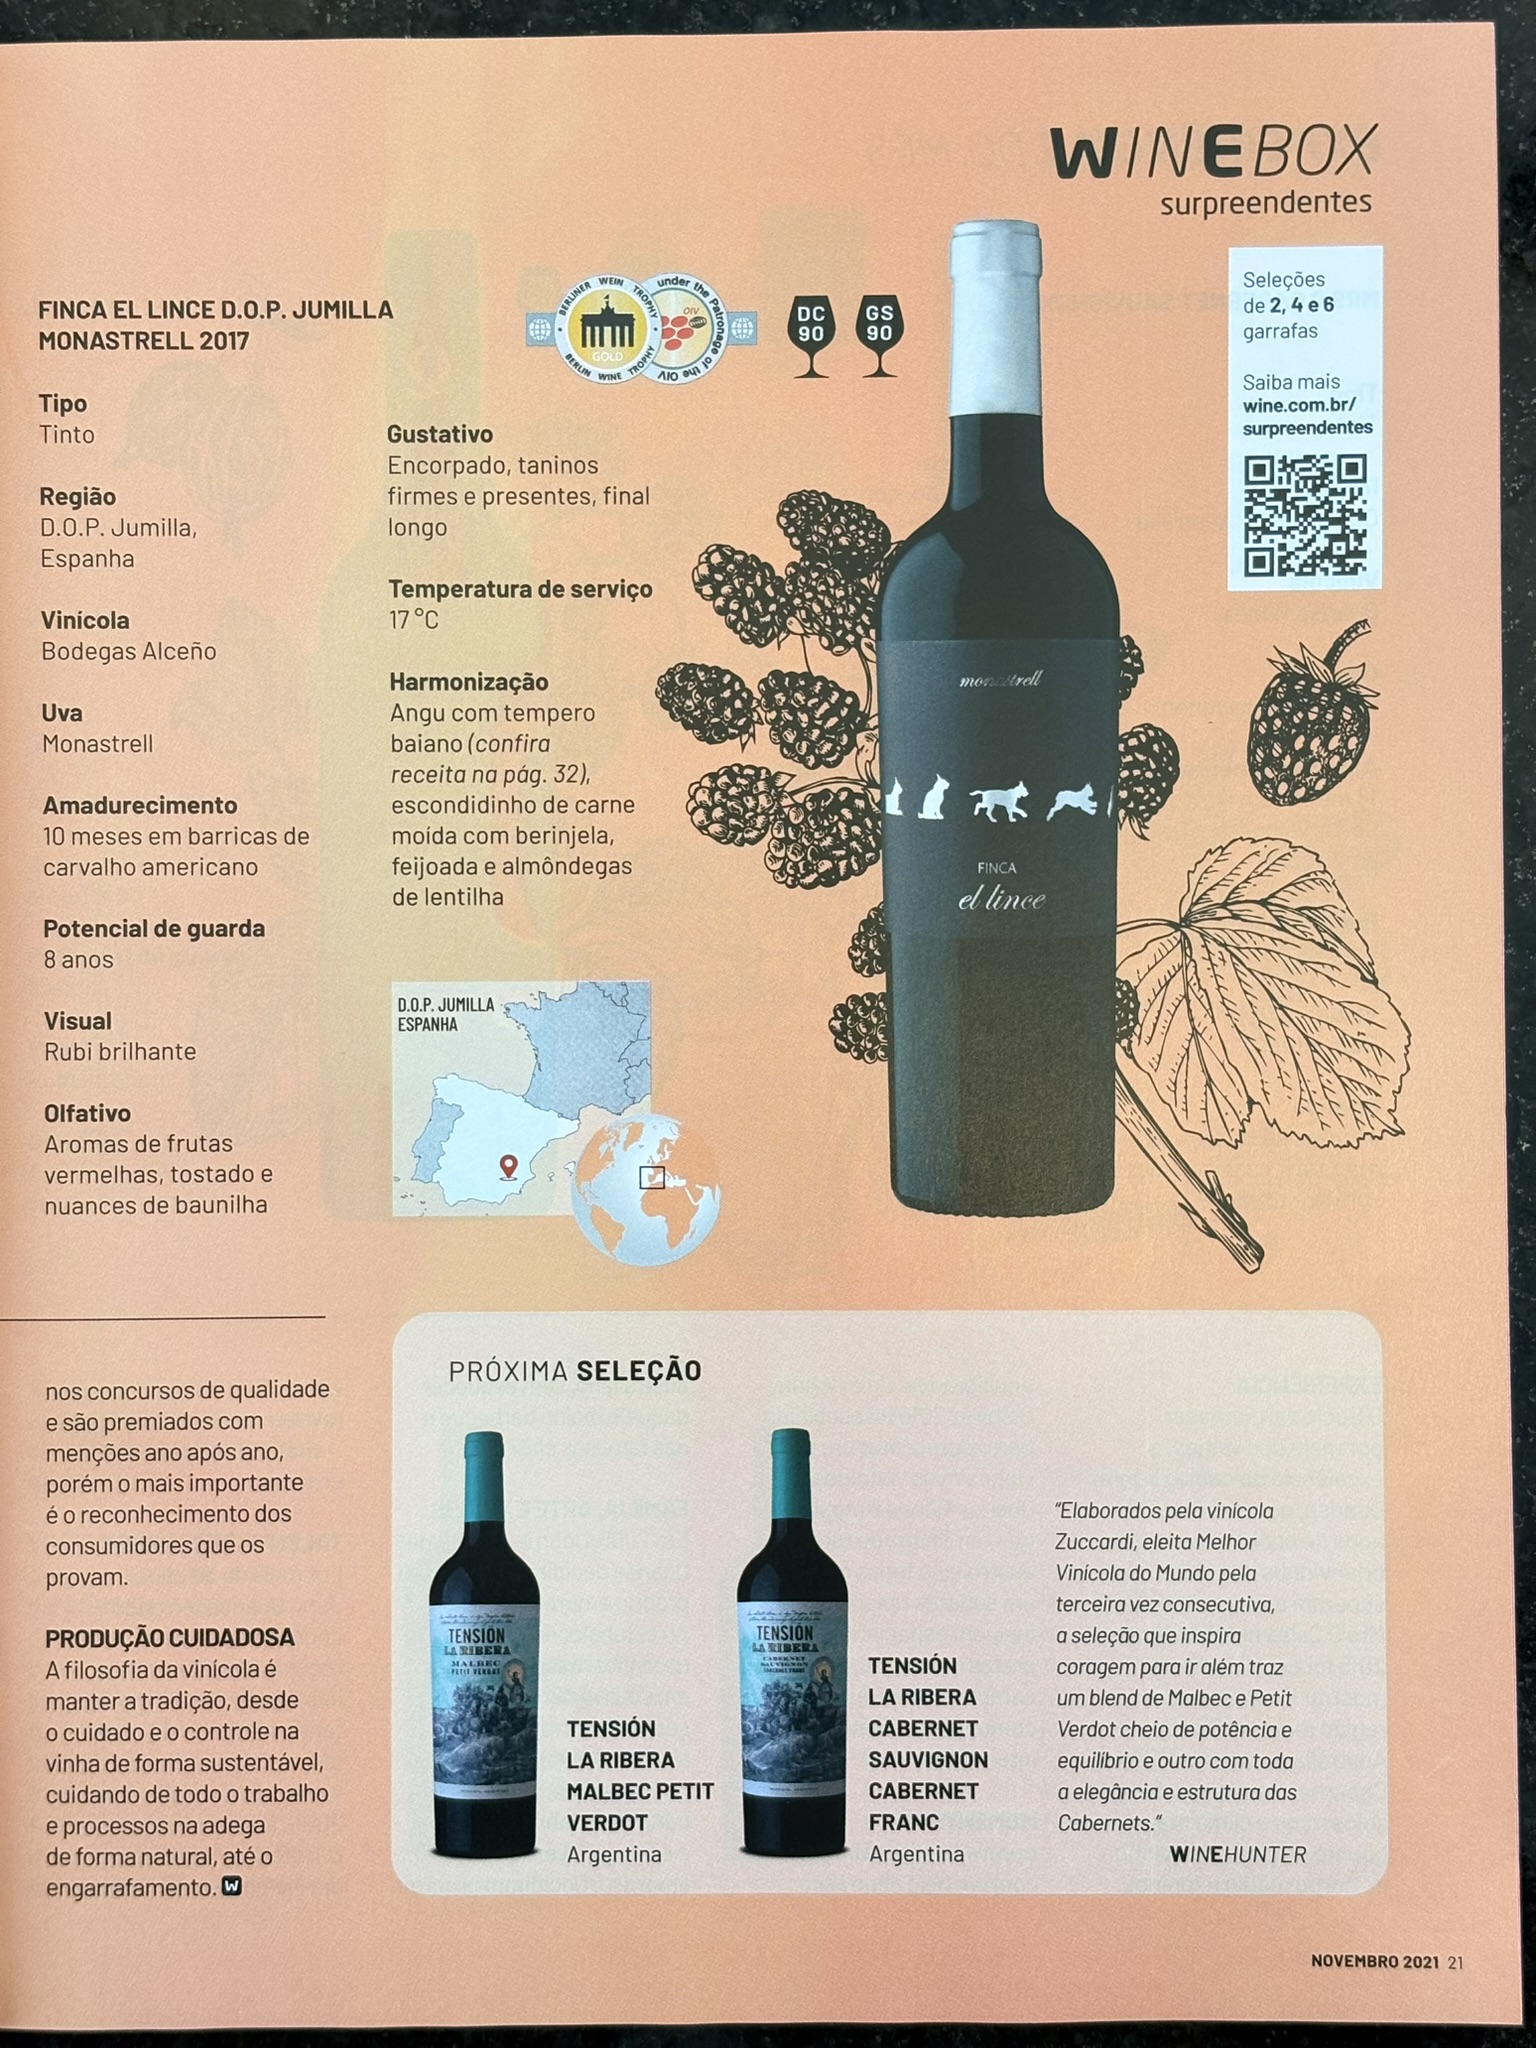 WINEBOX
surpreendentes
FINCA EL LINCE D.O.P. JUMILLA
MONASTRELL 2017
BERLINER WEIN TROPHY
GOLD
BERLIN WINE TROPHY
under the Patronage of the OIV
OIV
DC
90
GS
90
Seleções
de 2, 4 e 6
garrafas
Saiba mais
wine.com.br/
surpreendentes
Tipo
Tinto
Região
D.O.P. Jumilla,
Espanha
Vinícola
Bodegas Alceño
Uva
Monastrell
Amadurecimento
10 meses em barricas de
carvalho americano
Potencial de guarda
8 anos
Visual
Rubi brilhante
Olfativo
Aromas de frutas
vermelhas, tostado e
nuances de baunilha
Gustativo
Encorpado, taninos
firmes e presentes, final
longo
Temperatura de serviço
17 °C
Harmonização
Angu com tempero
baiano (confira
receita na pág. 32),
escondidinho de carne
moída com berinjela,
feijoada e almôndegas
de lentilha
D.O.P. JUMILLA
ESPANHA
monastrell
FINCA
el lince
nos concursos de qualidade
e são premiados com
menções ano após ano,
porém o mais importante
é o reconhecimento dos
consumidores que os
provam.
PRODUÇÃO CUIDADOSA
A filosofia da vinícola é
manter a tradição, desde
o cuidado e o controle na
vinha de forma sustentável,
cuidando de todo o trabalho
e processos na adega
de forma natural, até o
engarrafamento. W
PRÓXIMA SELEÇÃO
TENSIÓN
LA RIBERA
MALBEC
PETIT VERDOT
TENSIÓN
LA RIBERA
MALBEC PETIT
VERDOT
Argentina
TENSIÓN
LA RIBERA
CABERNET
SAUVIGNON
CABERNET FRANC
TENSIÓN
LA RIBERA
CABERNET
SAUVIGNON
CABERNET
FRANC
Argentina
“Elaborados pela vinícola
Zuccardi, eleita Melhor
Vinícola do Mundo pela
terceira vez consecutiva,
a seleção que inspira
coragem para ir além traz
um blend de Malbec e Petit
Verdot cheio de potência e
equilíbrio e outro com toda
a elegância e estrutura das
Cabernets.”
WINEHUNTER
NOVEMBRO 2021 21